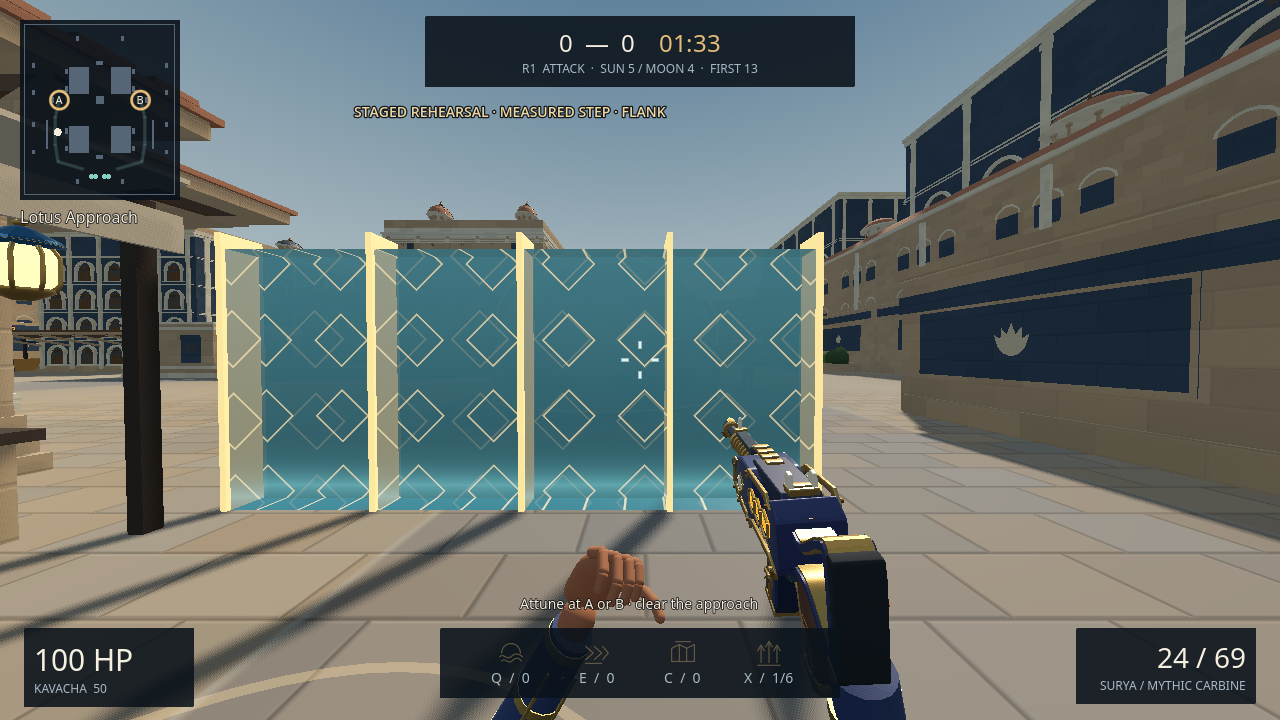 0 — 0 01:33
R1 ATTACK · SUN 5 / MOON 4 · FIRST 13
STAGED REHEARSAL · MEASURED STEP · FLANK
A
B
Lotus Approach
Attune at A or B · clear the approach
100 HP
KAVACHA 50
Q / 0
E / 0
C / 0
X / 1/6
24 / 69
SURYA / MYTHIC CARBINE